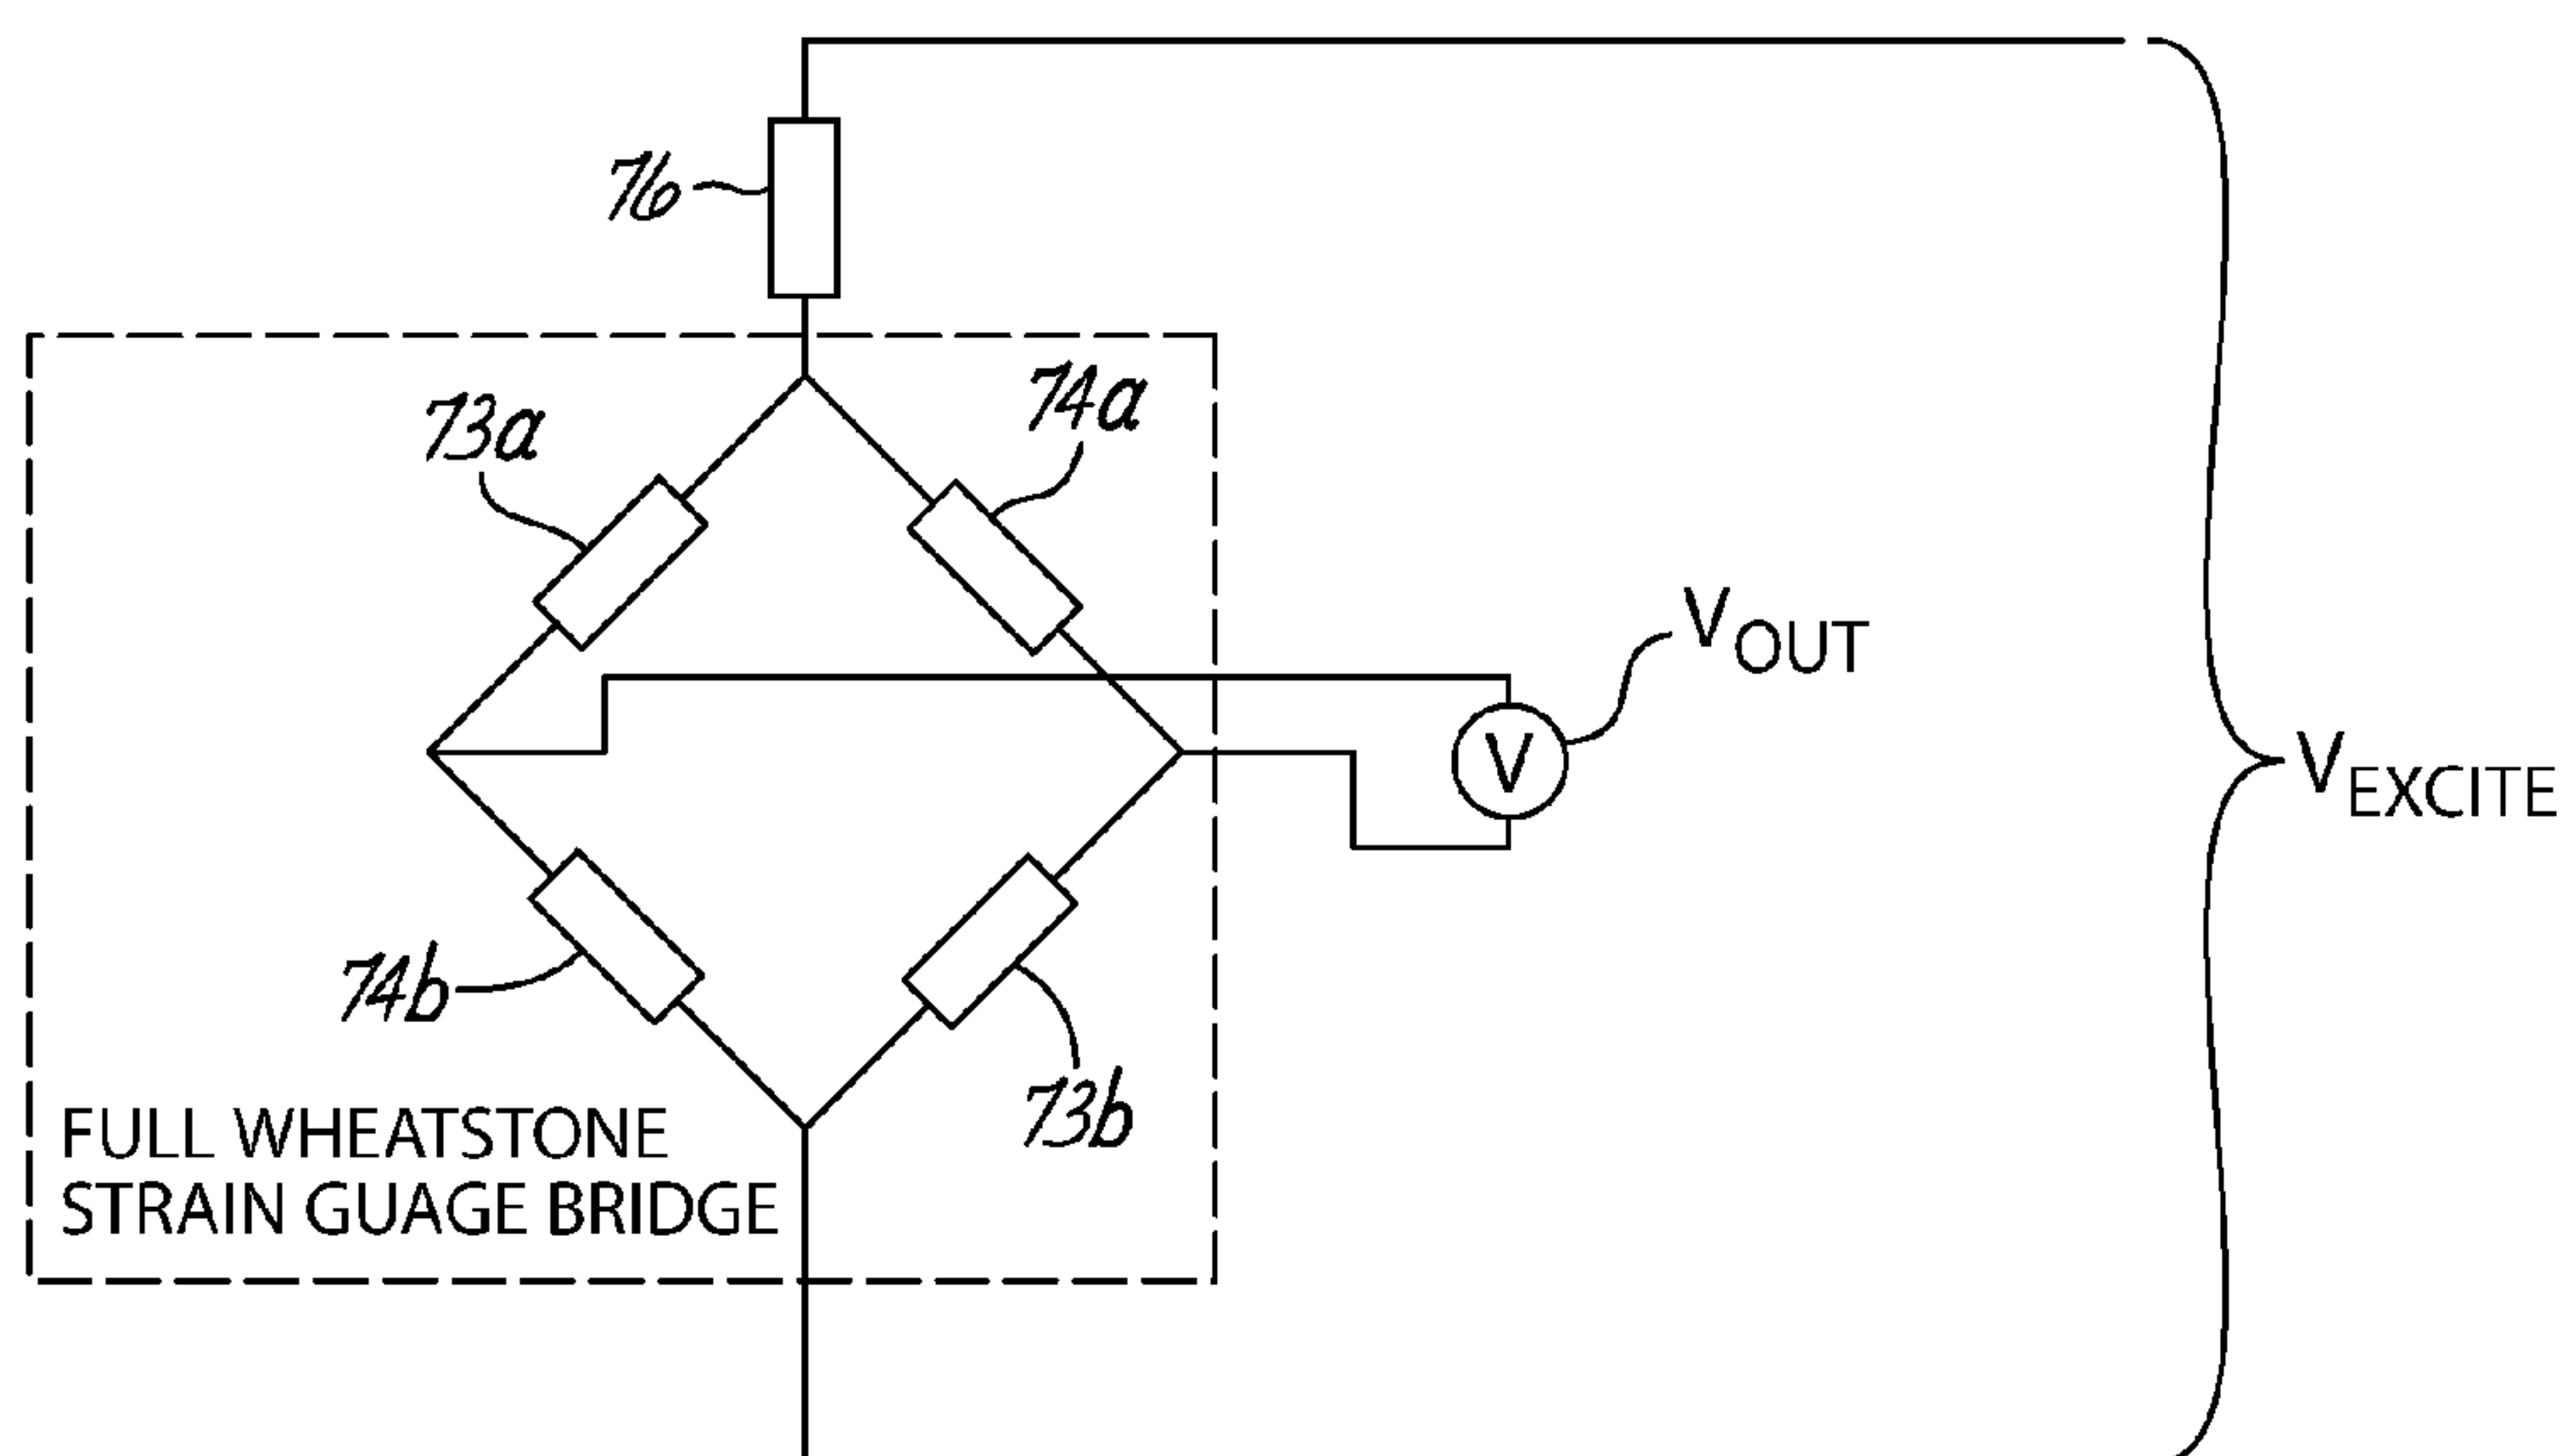 76
73a
74a
VOUT
V
VEXCITE
74b
73b
FULL WHEATSTONE
STRAIN GUAGE BRIDGE